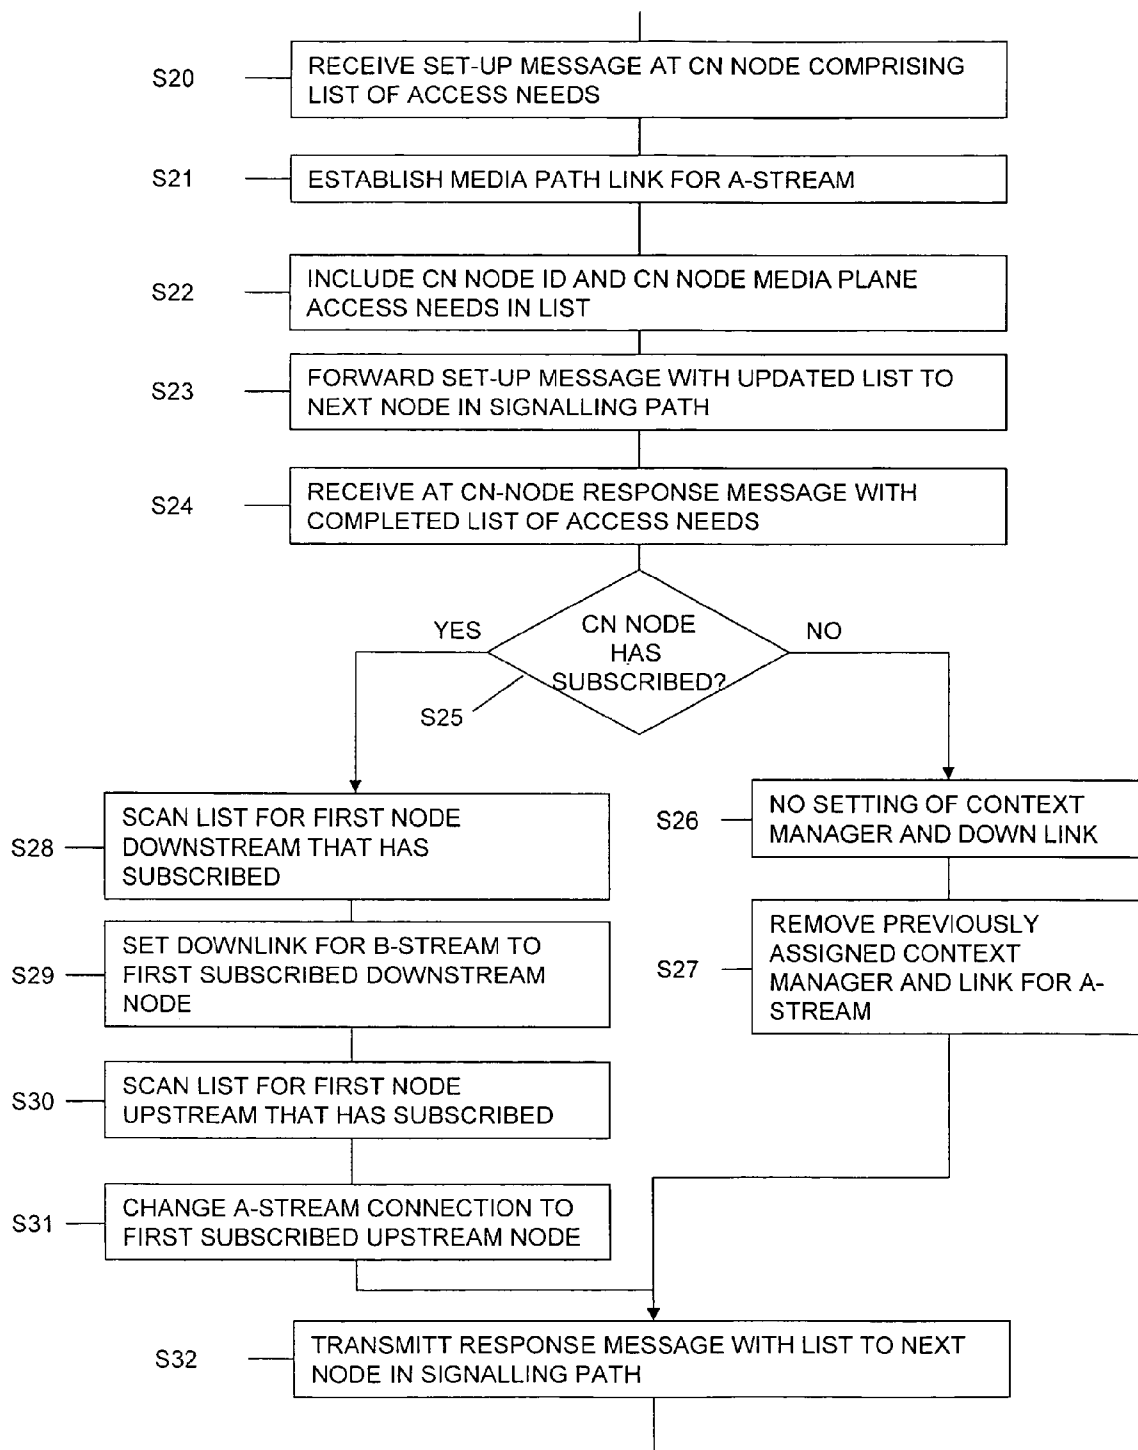 S20
RECEIVE SET-UP MESSAGE AT CN NODE COMPRISING
LIST OF ACCESS NEEDS
S21
ESTABLISH MEDIA PATH LINK FOR A-STREAM
S22
INCLUDE CN NODE ID AND CN NODE MEDIA PLANE
ACCESS NEEDS IN LIST
S23
FORWARD SET-UP MESSAGE WITH UPDATED LIST TO
NEXT NODE IN SIGNALLING PATH
S24
RECEIVE AT CN-NODE RESPONSE MESSAGE WITH
COMPLETED LIST OF ACCESS NEEDS
YES
CN NODE
HAS
SUBSCRIBED?
NO
S25
S28
SCAN LIST FOR FIRST NODE
DOWNSTREAM THAT HAS
SUBSCRIBED
S26
NO SETTING OF CONTEXT
MANAGER AND DOWN LINK
S29
SET DOWNLINK FOR B-STREAM TO
FIRST SUBSCRIBED DOWNSTREAM
NODE
S27
REMOVE PREVIOUSLY
ASSIGNED CONTEXT
MANAGER AND LINK FOR A-
STREAM
S30
SCAN LIST FOR FIRST NODE
UPSTREAM THAT HAS SUBSCRIBED
S31
CHANGE A-STREAM CONNECTION TO
FIRST SUBSCRIBED UPSTREAM NODE
S32
TRANSMITT RESPONSE MESSAGE WITH LIST TO NEXT
NODE IN SIGNALLING PATH